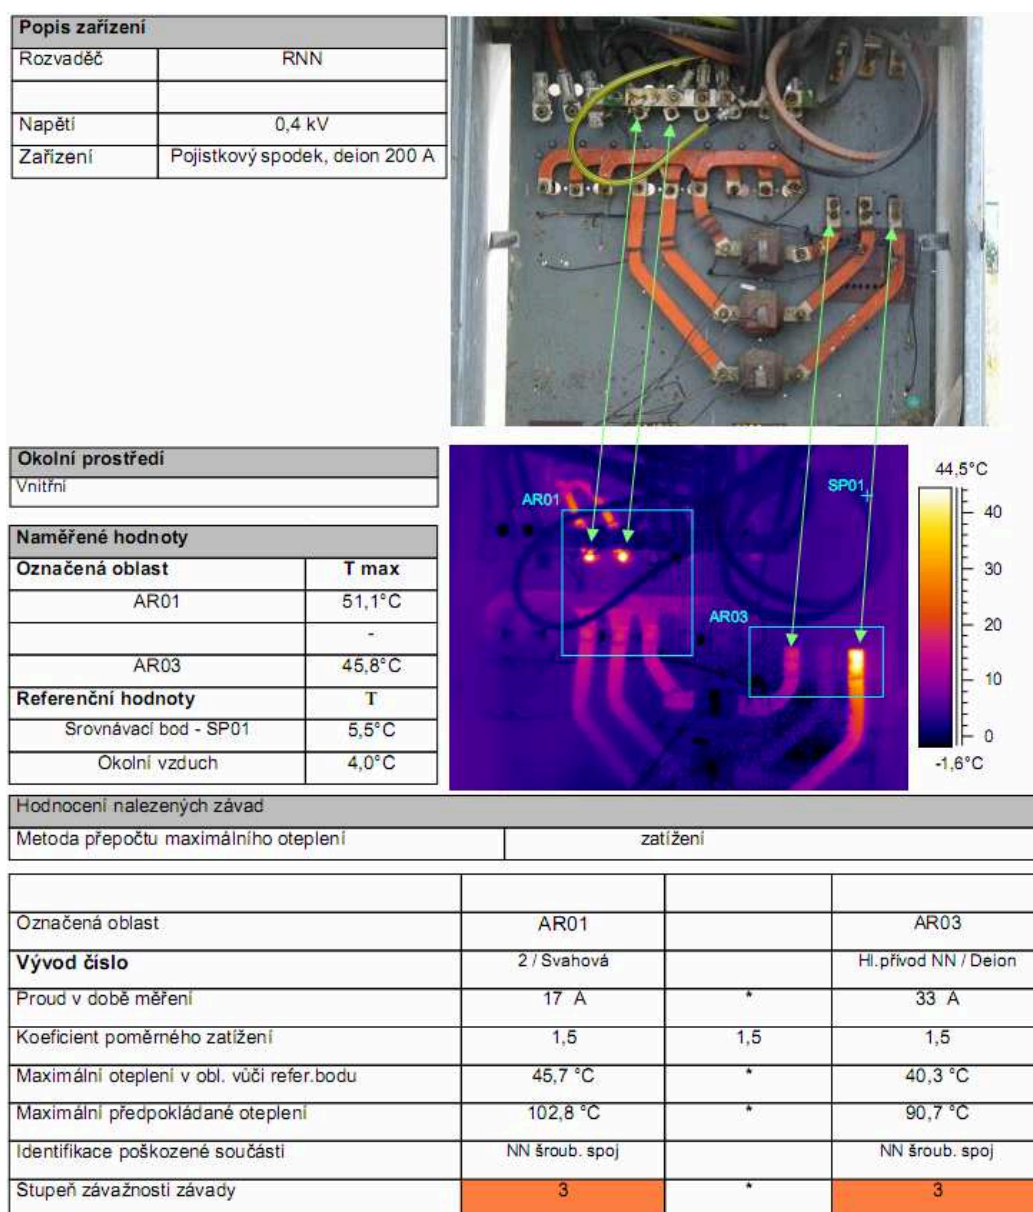 Popis zařízení
Rozvaděč RNN
Napětí 0,4 kV
Zařízení Pojistkový spodek, deion 200 A
Okolní prostředí
Vnitřní
Naměřené hodnoty
Označená oblast T max
AR01 51,1°C
-
AR03 45,8°C
Referenční hodnoty T
Srovnávací bod - SP01 5,5°C
Okolní vzduch 4,0°C
AR01
SP01
AR03
44,5°C
40
30
20
10
0
-1,6°C
Hodnocení nalezených závad
Metoda přepočtu maximálního oteplení zatížení
Označená oblast AR01 AR03
Vývod číslo 2 / Svahová Hl.přívod NN / Deion
Proud v době měření 17 A * 33 A
Koeficient poměrného zatížení 1,5 1,5 1,5
Maximální oteplení v obl. vůči refer.bodu 45,7 °C * 40,3 °C
Maximální předpokládané oteplení 102,8 °C * 90,7 °C
Identifikace poškozené součásti NN šroub. spoj NN šroub. spoj
Stupeň závažnosti závady 3 * 3